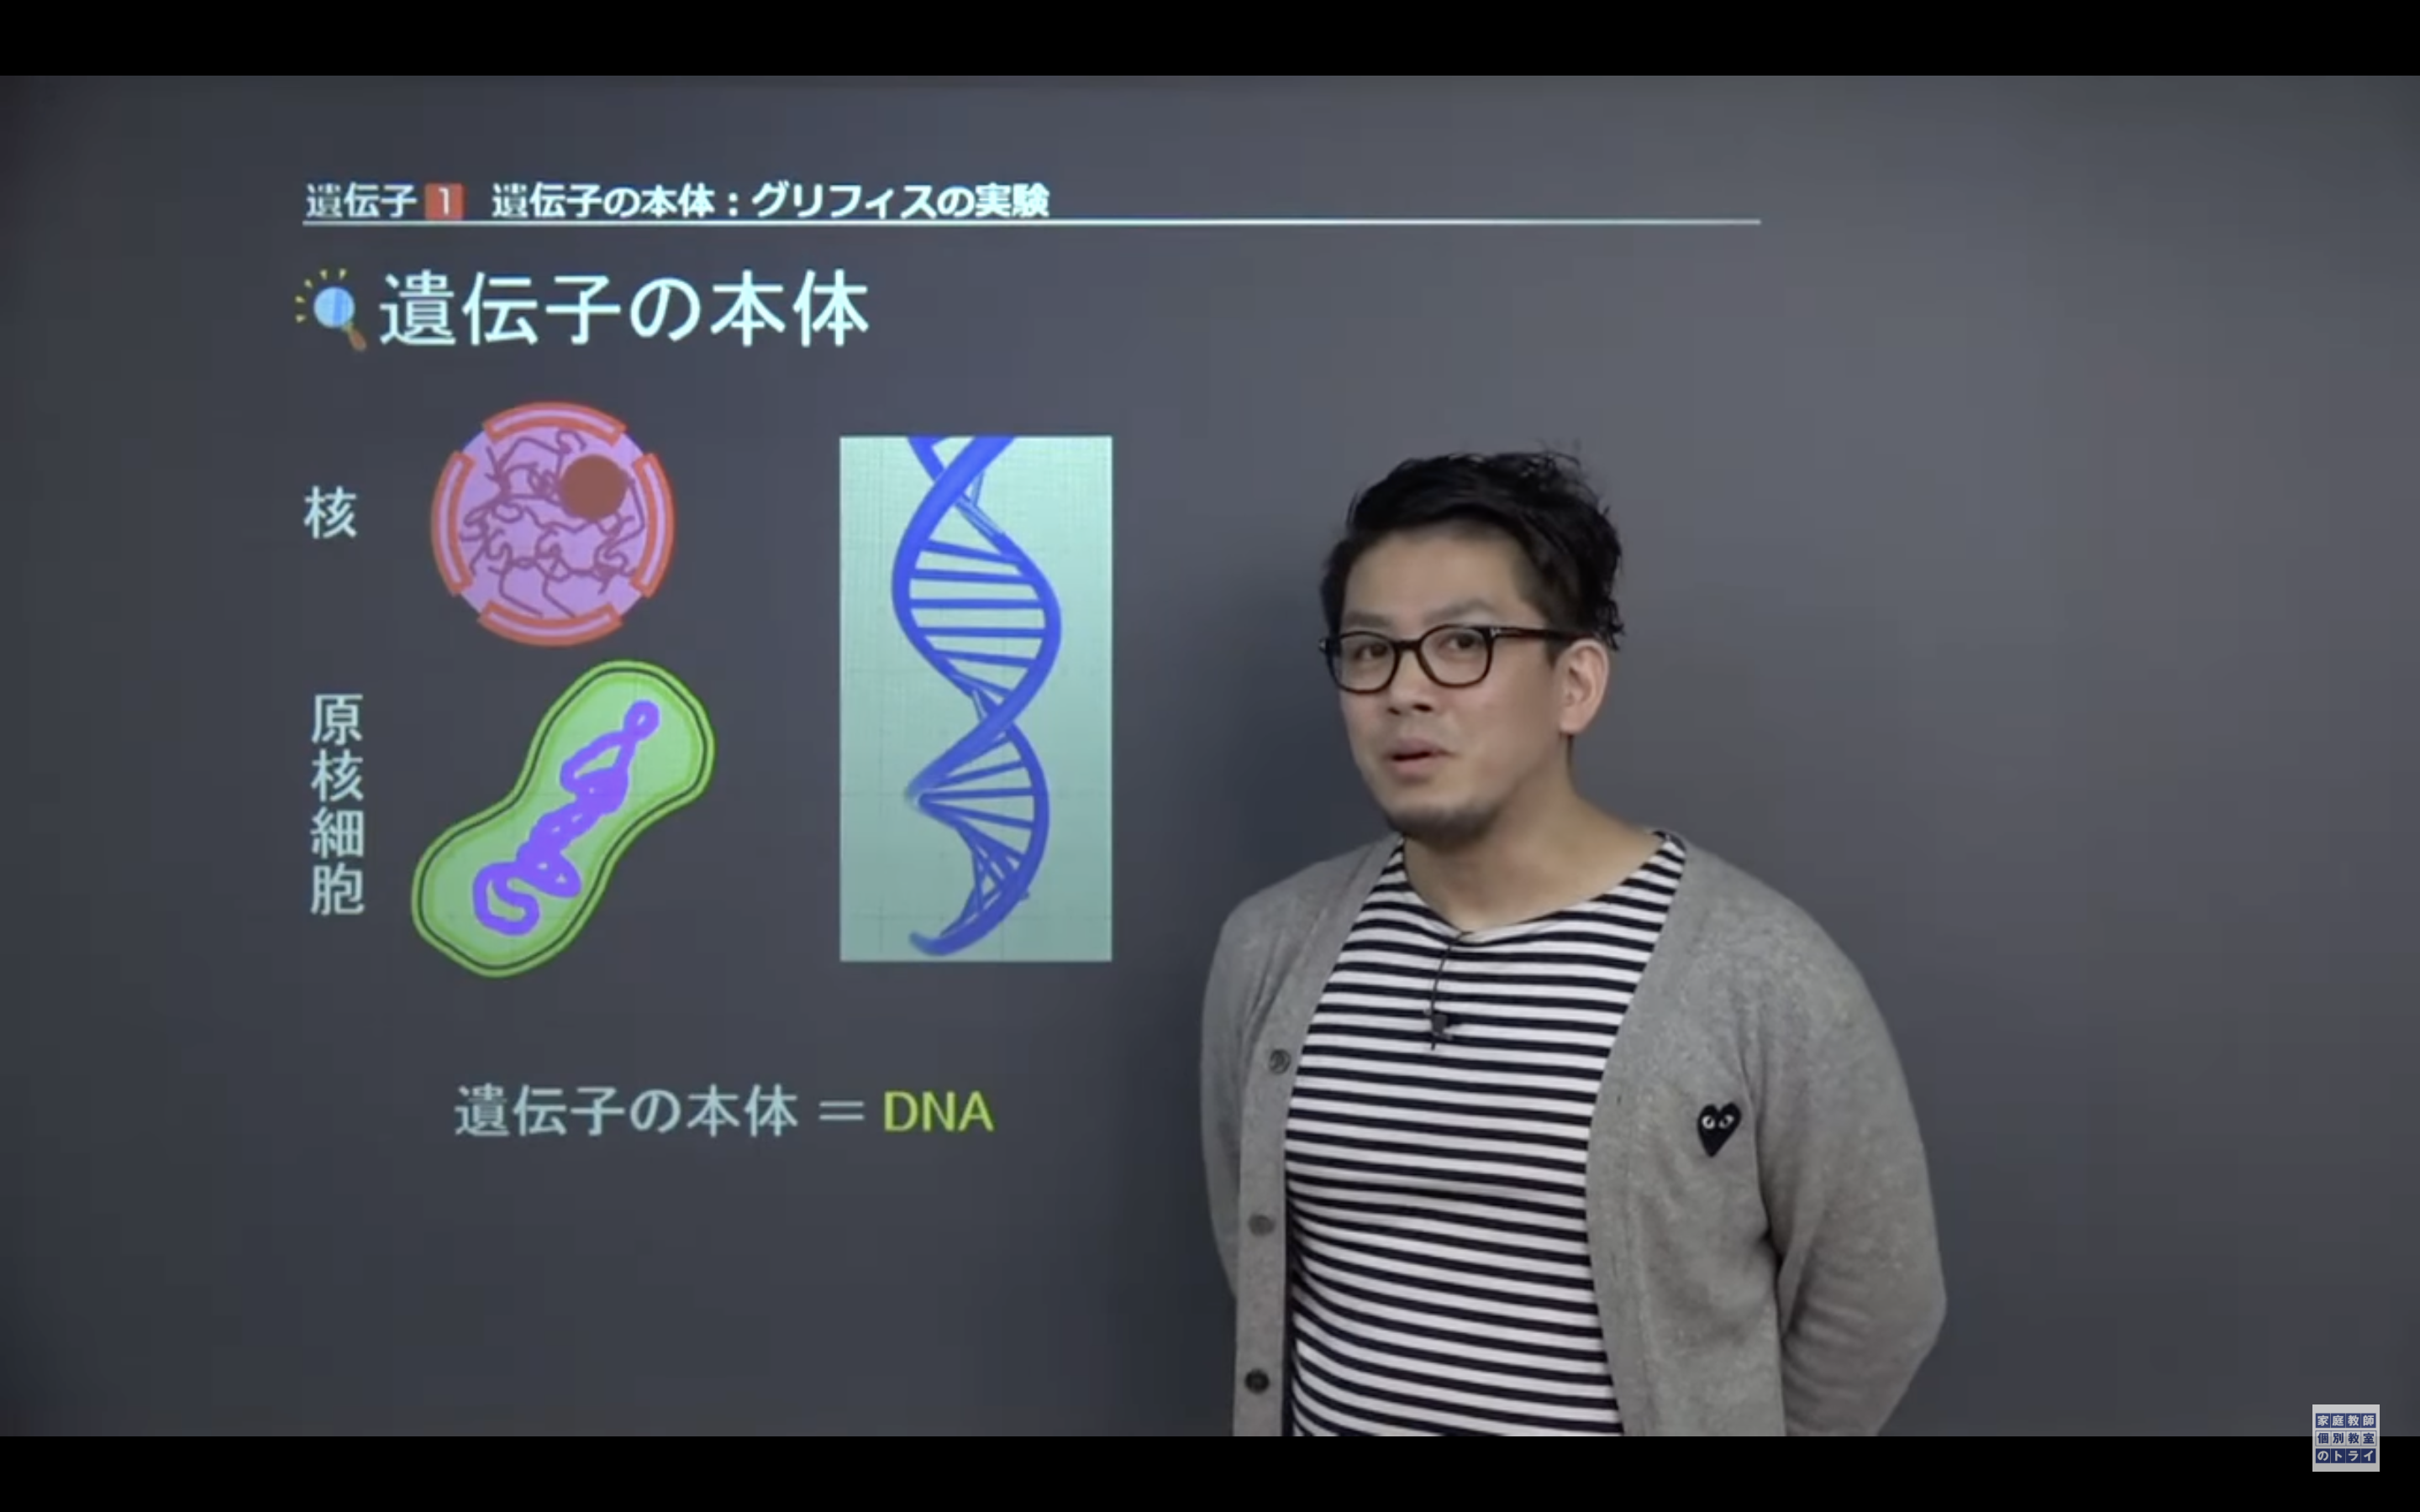 遺伝子 1 遺伝子の本体：グリフィスの実験
遺伝子の本体
核
原核細胞
遺伝子の本体 ＝ DNA
家庭教師
個別教室
のトライ